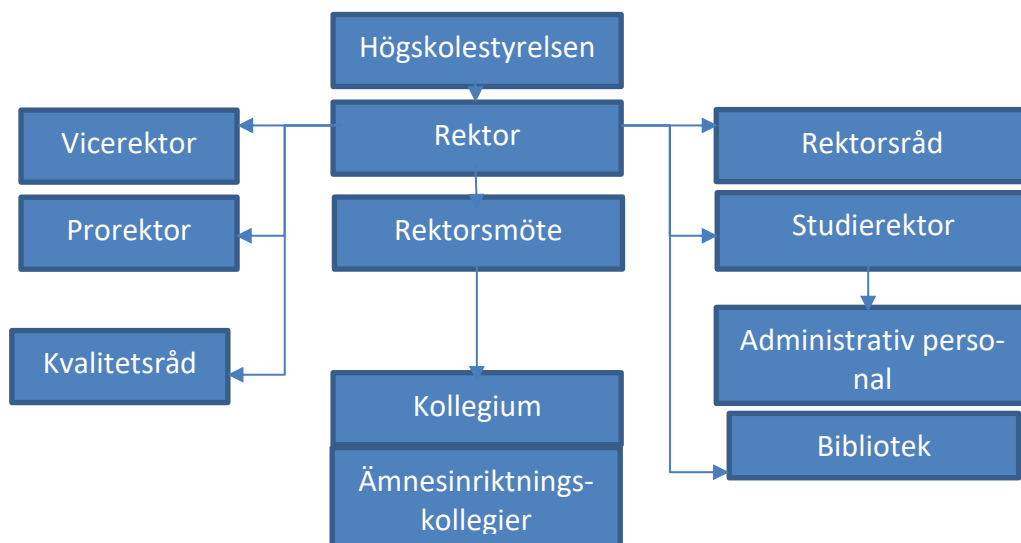 Högskolestyrelsen
Vicerektor
Rektor
Rektorsråd
Prorektor
Rektorsmöte
Studierektor
Kvalitetsråd
Administrativ perso-
nal
Kollegium
Bibliotek
Ämnesinriktnings-
kollegier